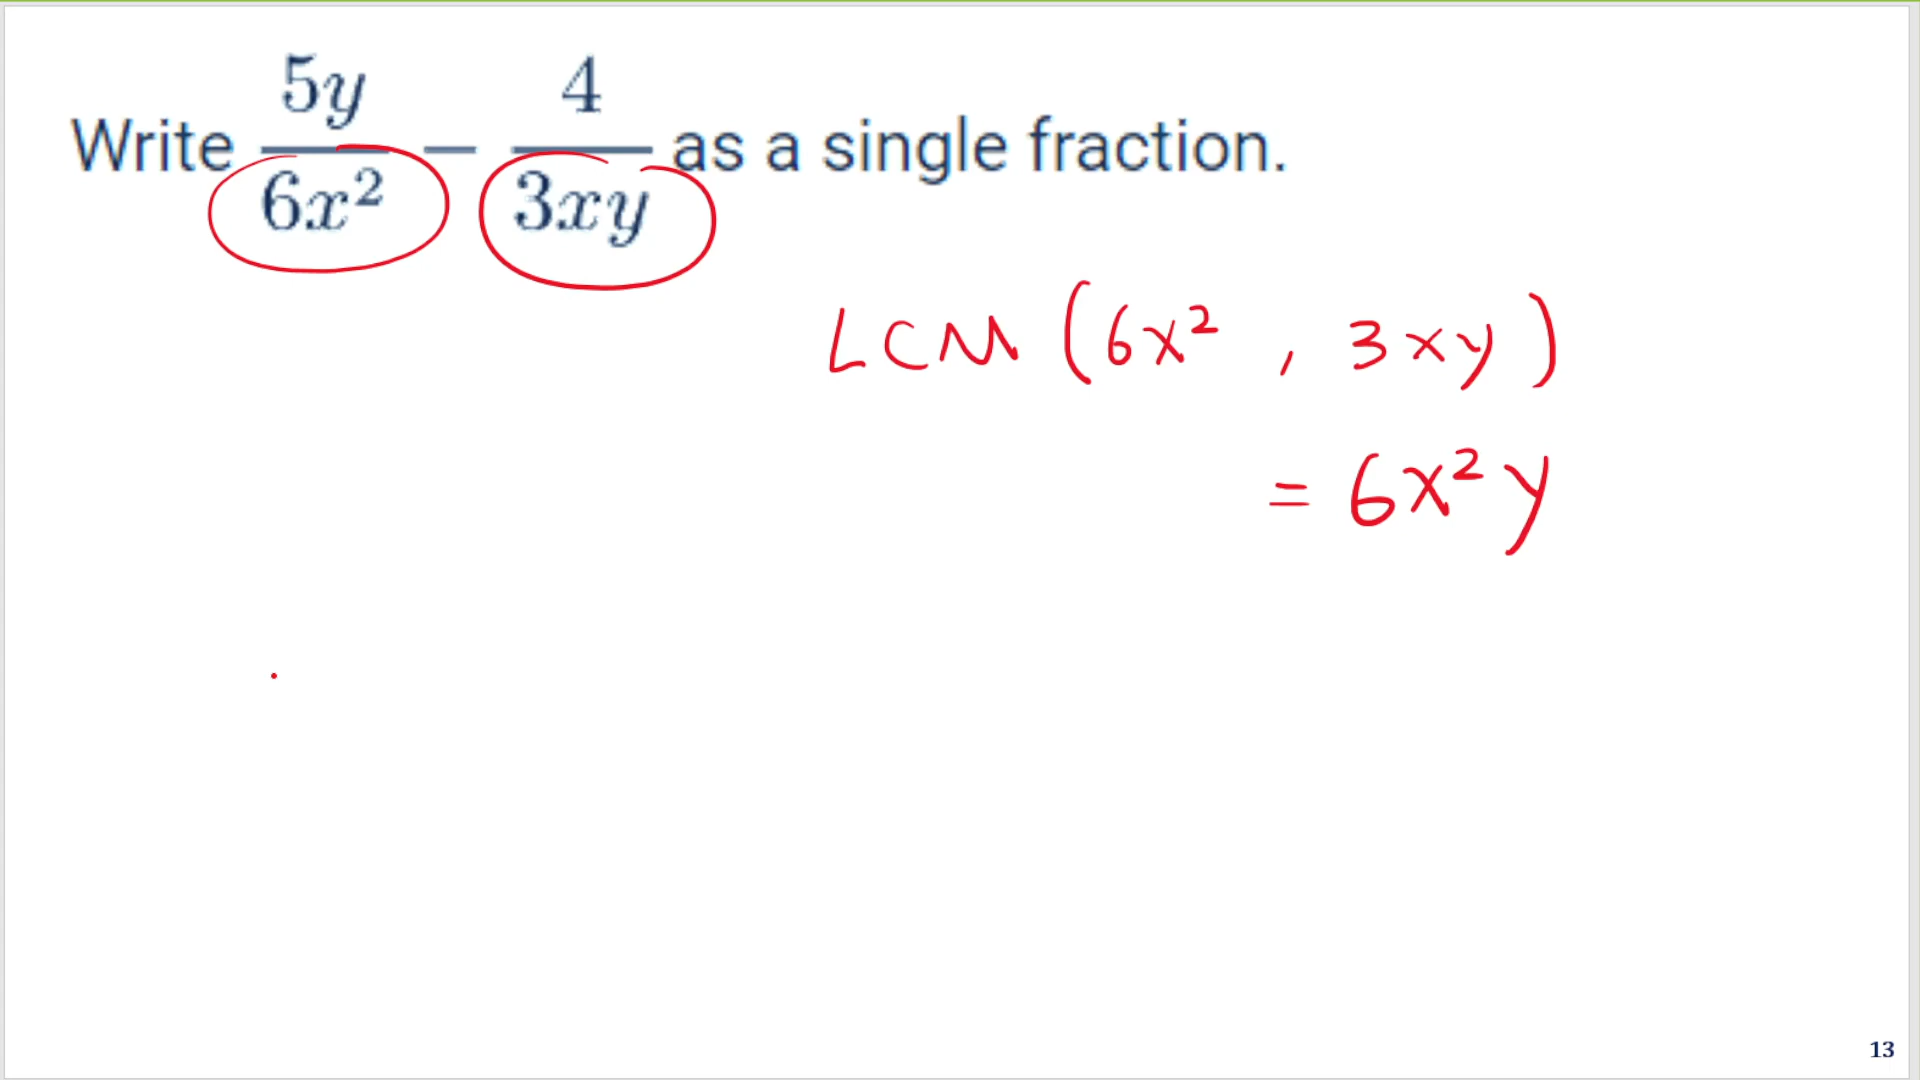 Write 5y/6x² − 4/3xy as a single fraction.
LCM (6x² , 3xy)
= 6x²y
13